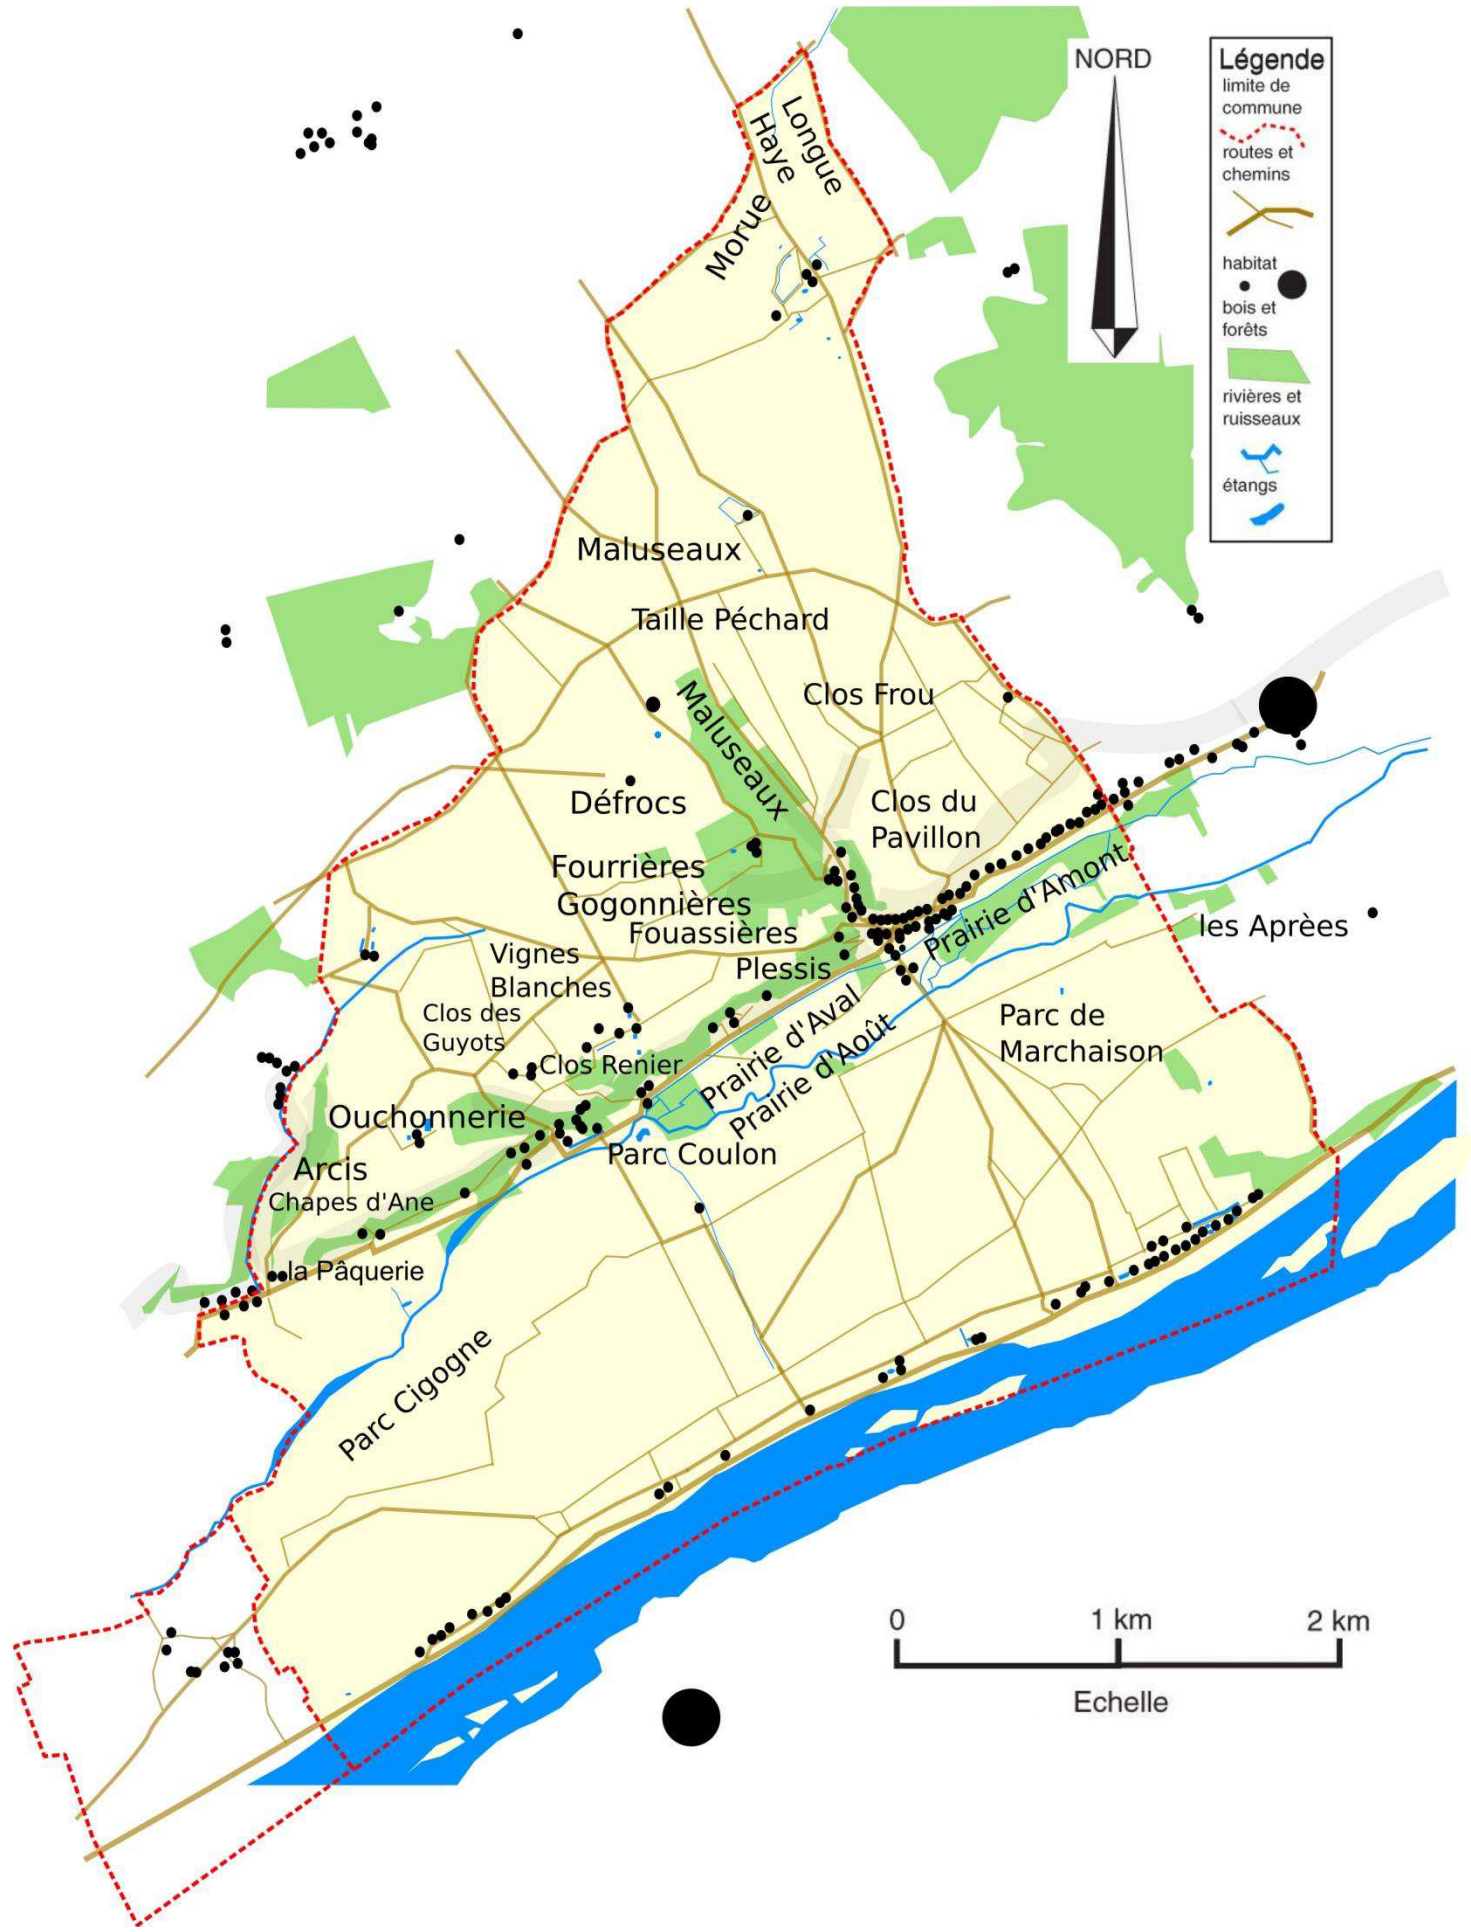 NORD
Légende
limite de
commune
routes et
chemins
habitat
bois et
forêts
rivières et
ruisseaux
étangs
Longue
Haye
Morue
Maluseaux
Taille Péchard
Maluseaux
Clos Frou
Défrocs
Clos du
Pavillon
Fourrières
Gogonnières
Fouassières
Prairie d'Amont
les Aprèes
Vignes
Blanches
Plessis
Clos des
Guyots
Prairie d'Aval
Prairie d'Août
Parc de
Marchaison
Clos Renier
Ouchonnerie
Parc Coulon
Arcis
Chapes d'Ane
la Pâquerie
Parc Cigogne
0 1 km 2 km
Echelle